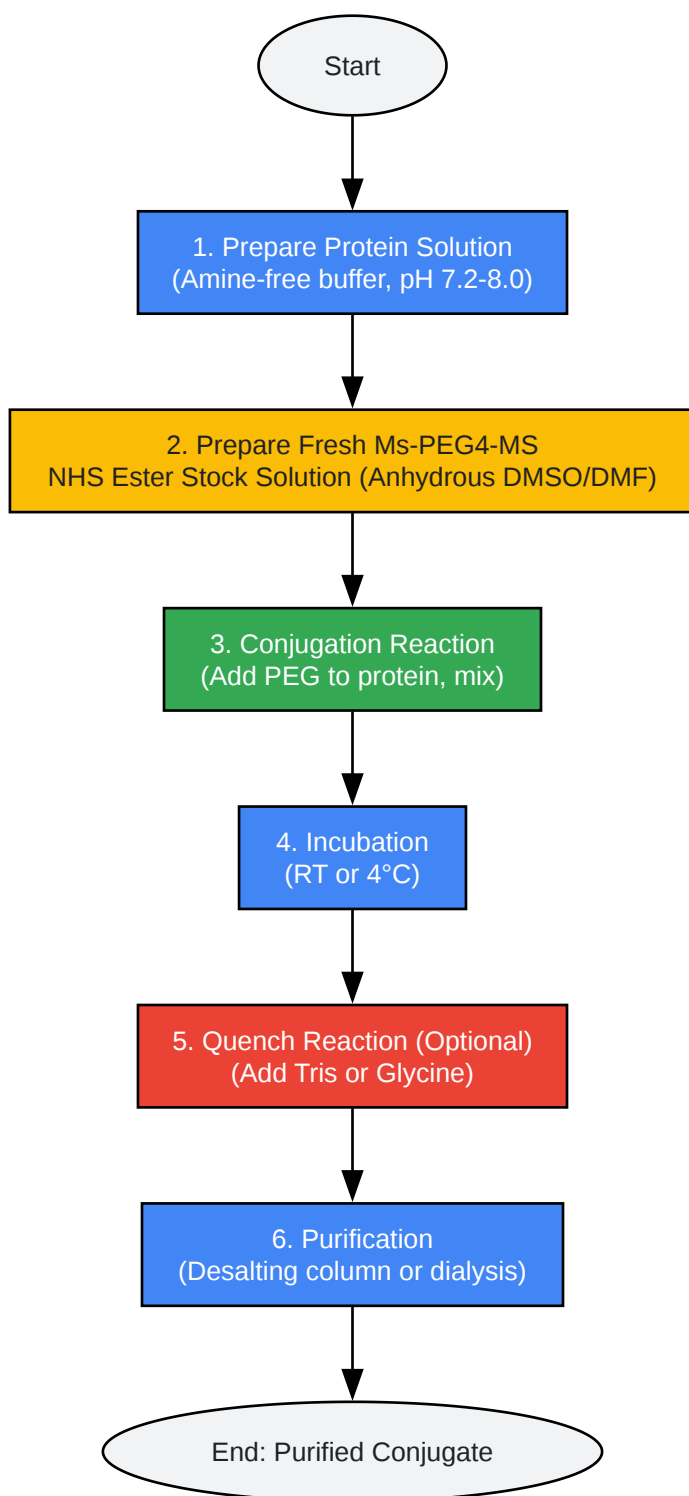 Start
1. Prepare Protein Solution
(Amine-free buffer, pH 7.2-8.0)
2. Prepare Fresh Ms-PEG4-MS
NHS Ester Stock Solution (Anhydrous DMSO/DMF)
3. Conjugation Reaction
(Add PEG to protein, mix)
4. Incubation
(RT or 4°C)
5. Quench Reaction (Optional)
(Add Tris or Glycine)
6. Purification
(Desalting column or dialysis)
End: Purified Conjugate